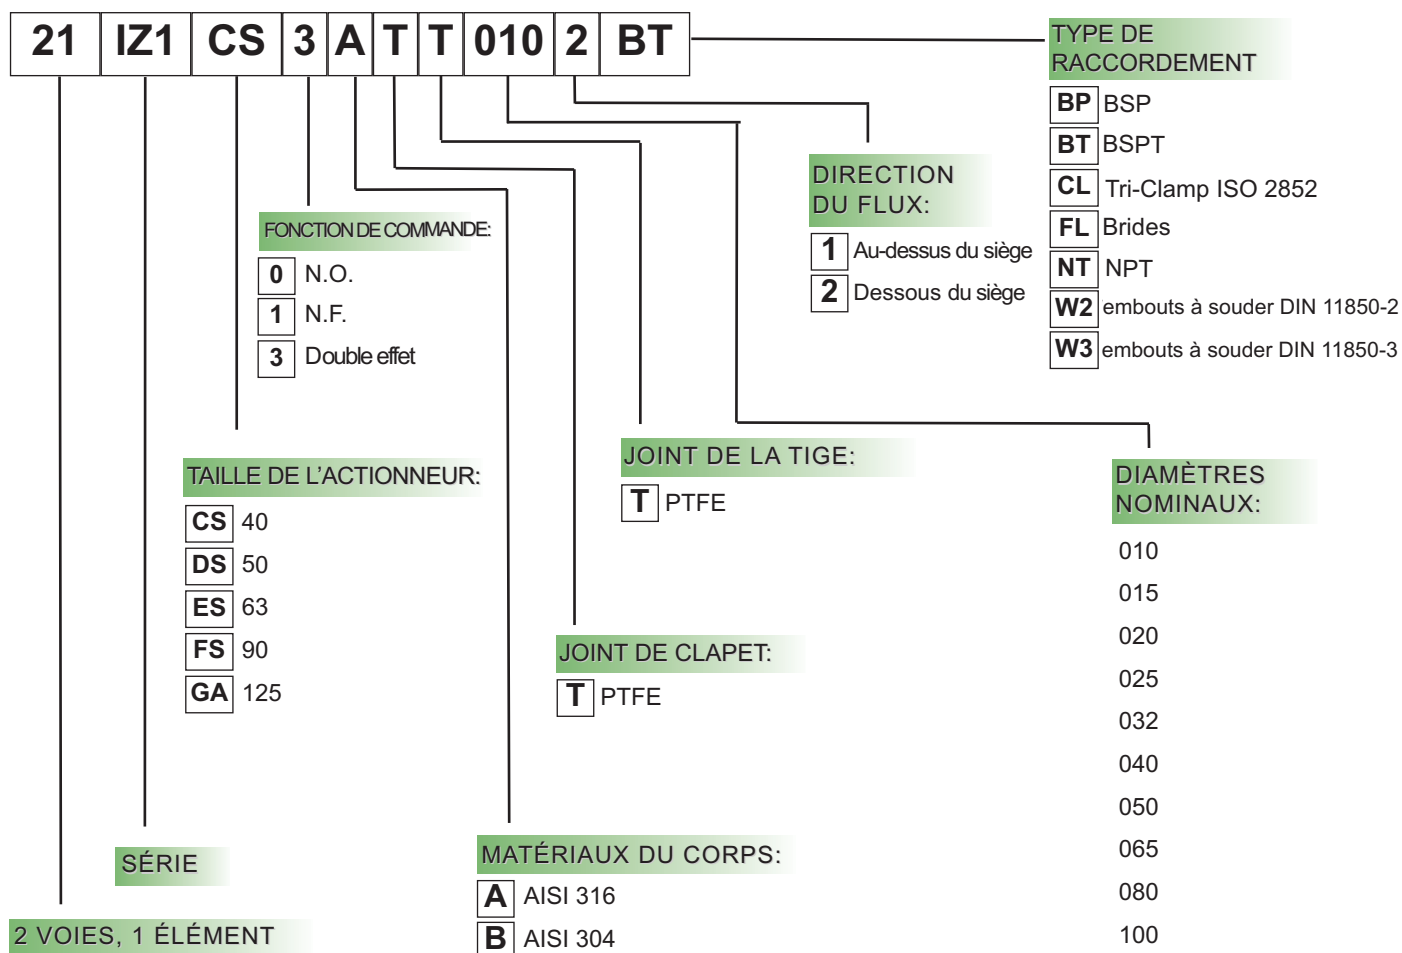 21 IZ1 CS 3 A T T 010 2 BT
TYPE DE
RACCORDEMENT
BP BSP
BT BSPT
CL Tri-Clamp ISO 2852
FL Brides
NT NPT
W2 embouts à souder DIN 11850-2
W3 embouts à souder DIN 11850-3
DIRECTION
DU FLUX:
1 Au-dessus du siège
2 Dessous du siège
FONCTION DE COMMANDE:
0 N.O.
1 N.F.
3 Double effet
TAILLE DE L'ACTIONNEUR:
CS 40
DS 50
ES 63
FS 90
GA 125
JOINT DE LA TIGE:
T PTFE
DIAMÈTRES
NOMINAUX:
010
015
020
025
032
040
050
065
080
100
JOINT DE CLAPET:
T PTFE
SÉRIE
MATÉRIAUX DU CORPS:
A AISI 316
B AISI 304
2 VOIES, 1 ÉLÉMENT